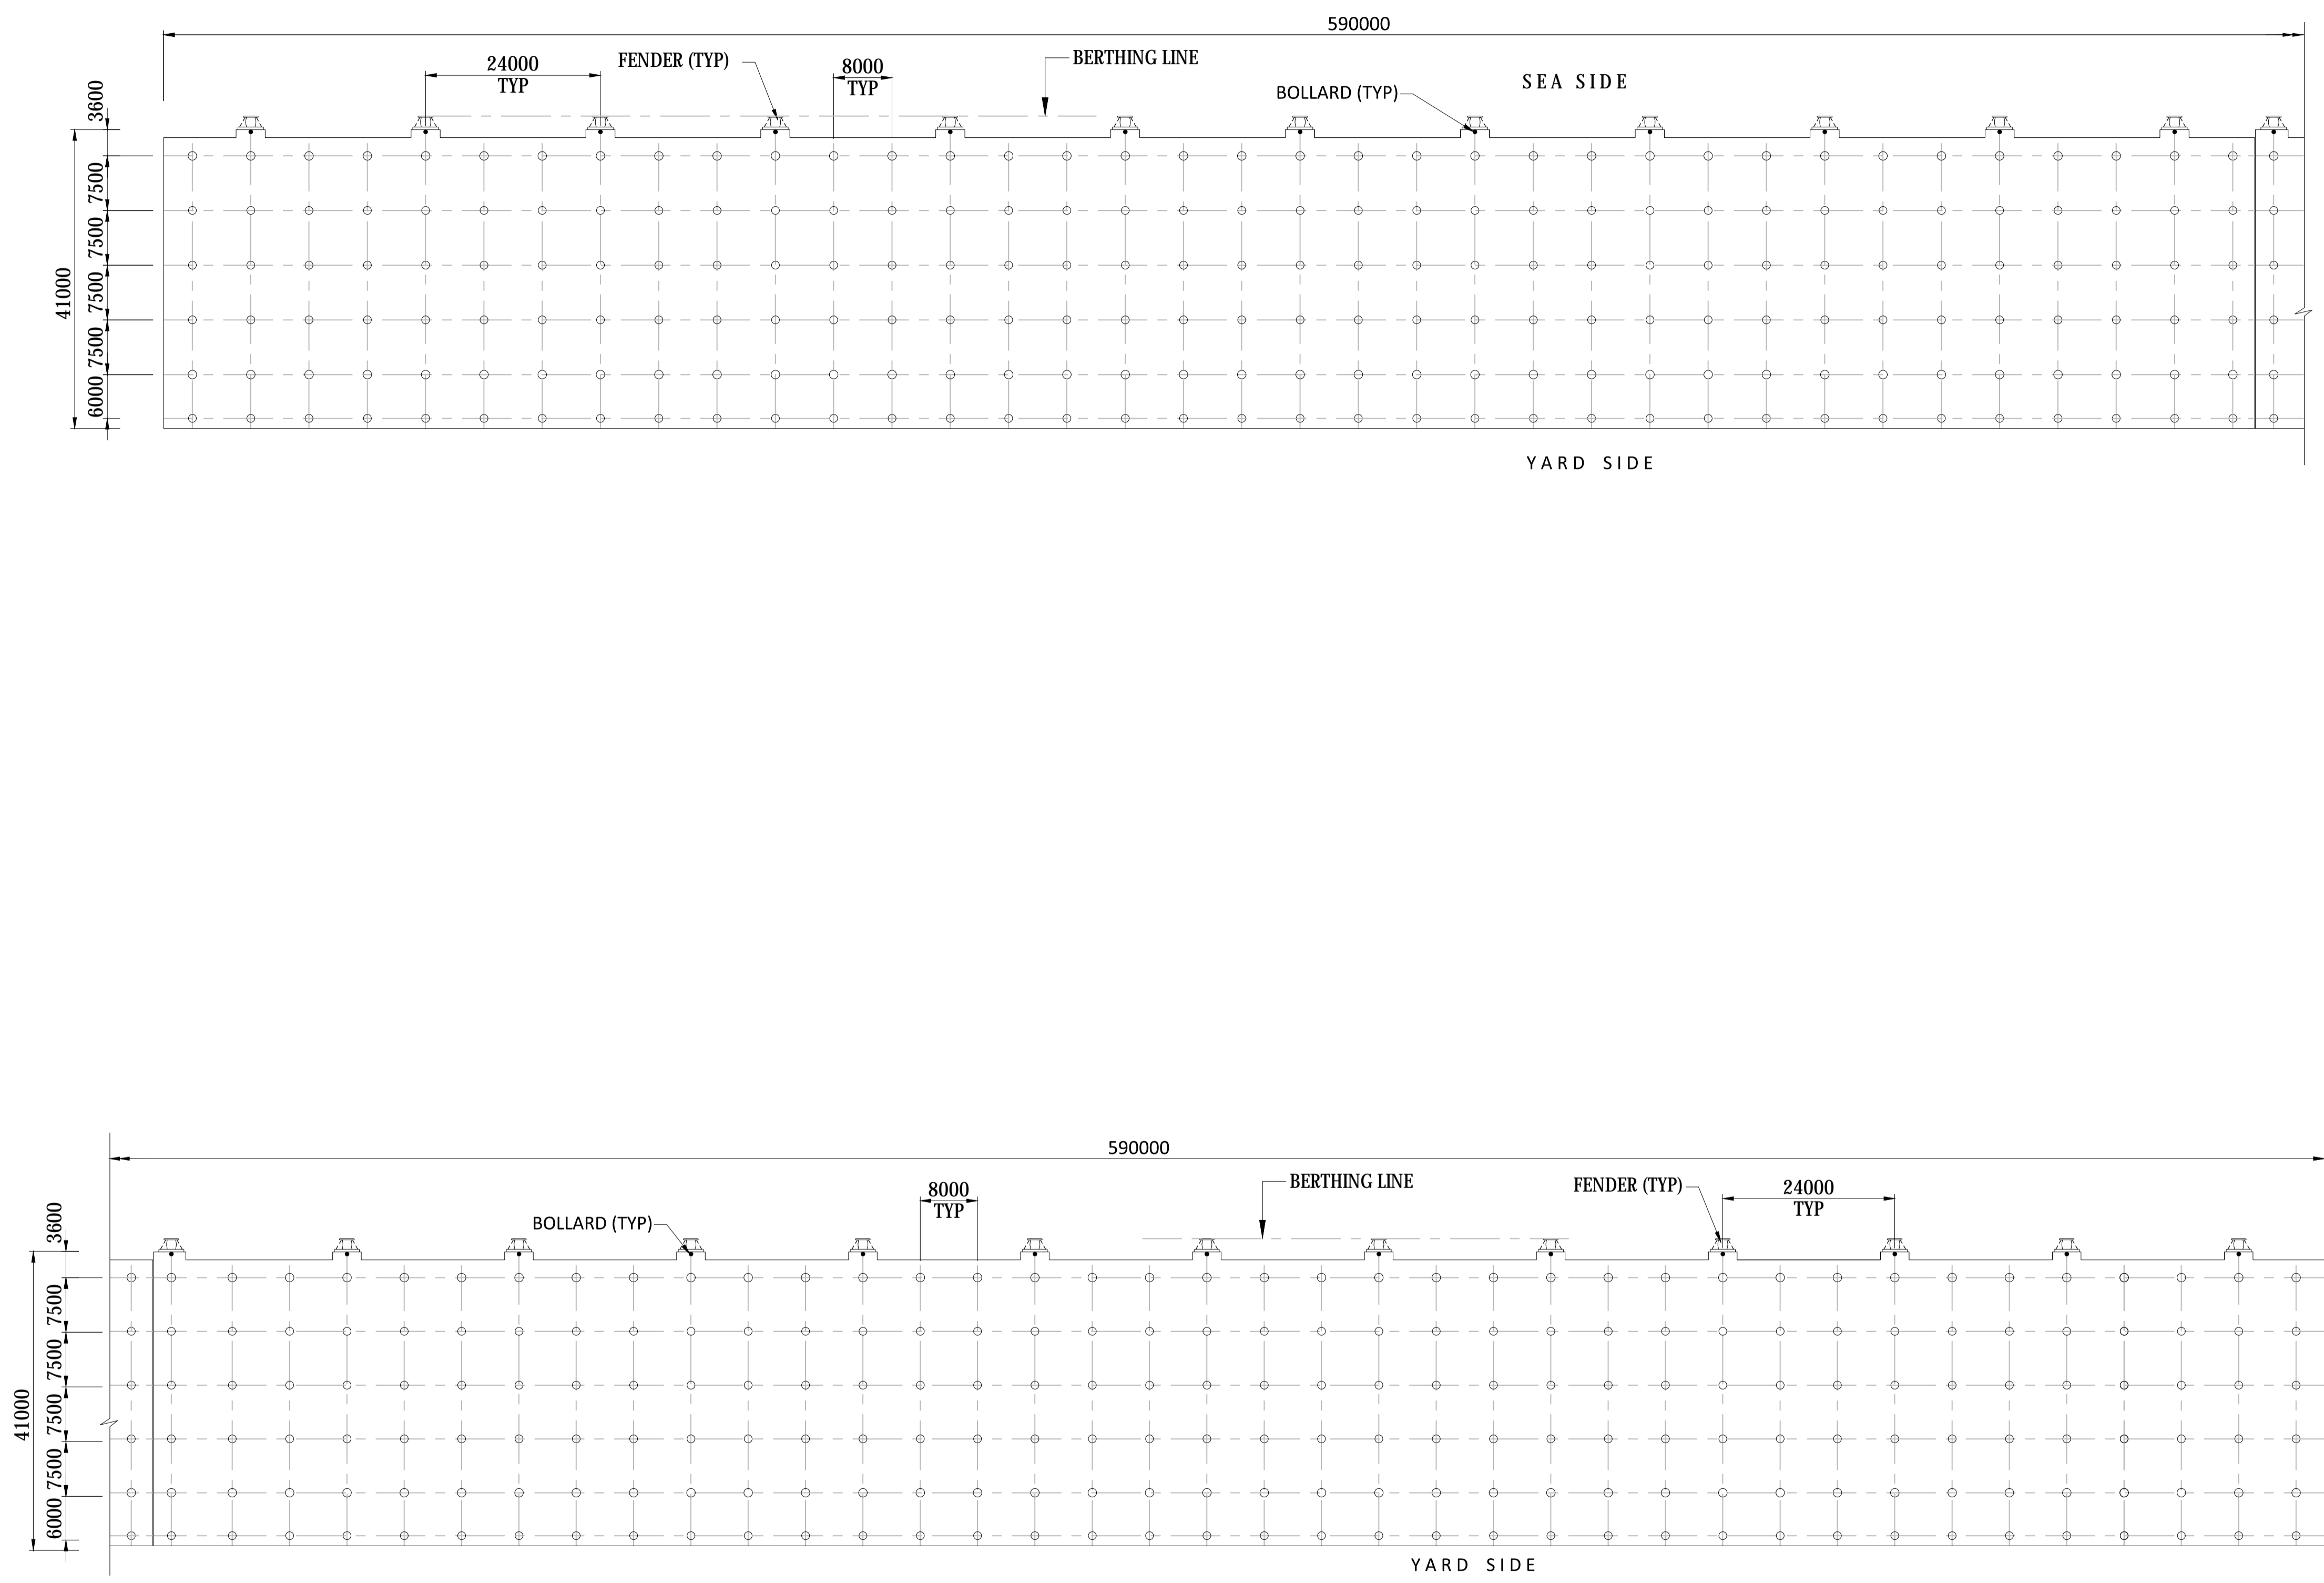 590000
24000
TYP
FENDER (TYP)
8000
TYP
BERTHING LINE
BOLLARD (TYP)
SEA SIDE
3600
7500
7500
7500
7500
6000
41000
YARD SIDE
590000
8000
TYP
BERTHING LINE
FENDER (TYP)
24000
TYP
BOLLARD (TYP)
3600
7500
7500
7500
7500
6000
41000
YARD SIDE